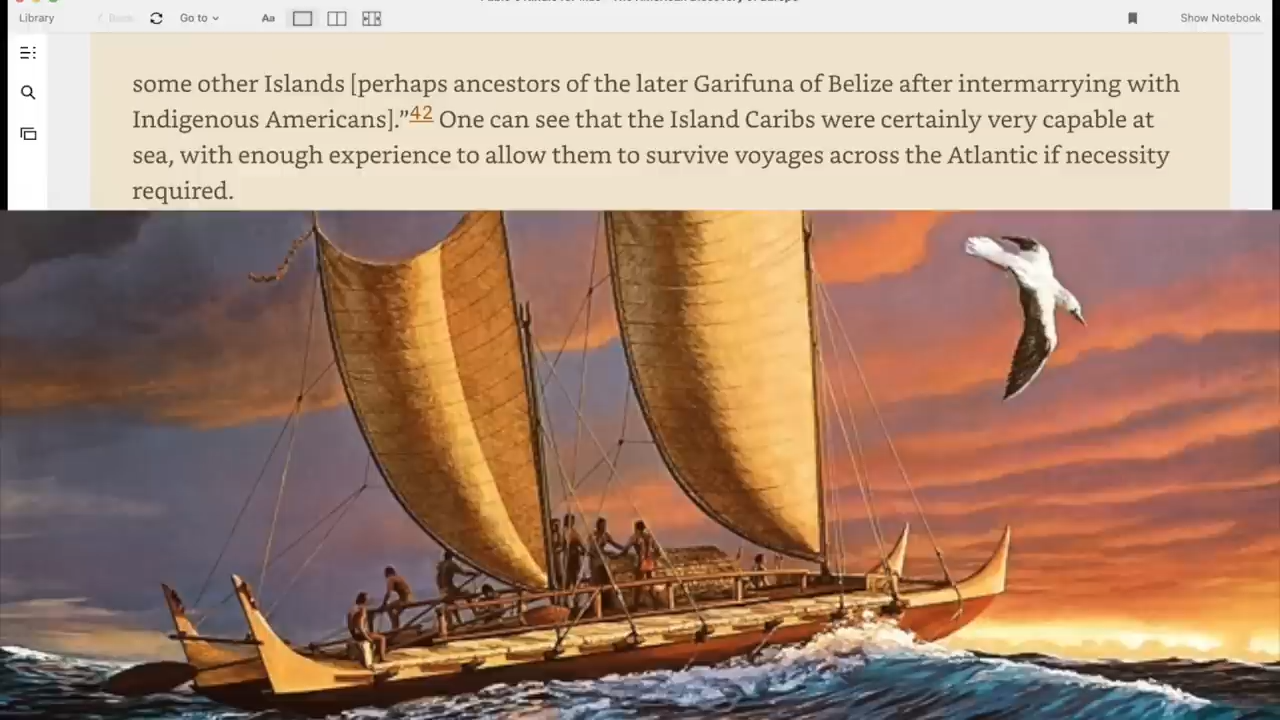 Library
Back
Go to
Aa
Show Notebook
some other Islands [perhaps ancestors of the later Garifuna of Belize after intermarrying with
Indigenous Americans].”42 One can see that the Island Caribs were certainly very capable at
sea, with enough experience to allow them to survive voyages across the Atlantic if necessity
required.